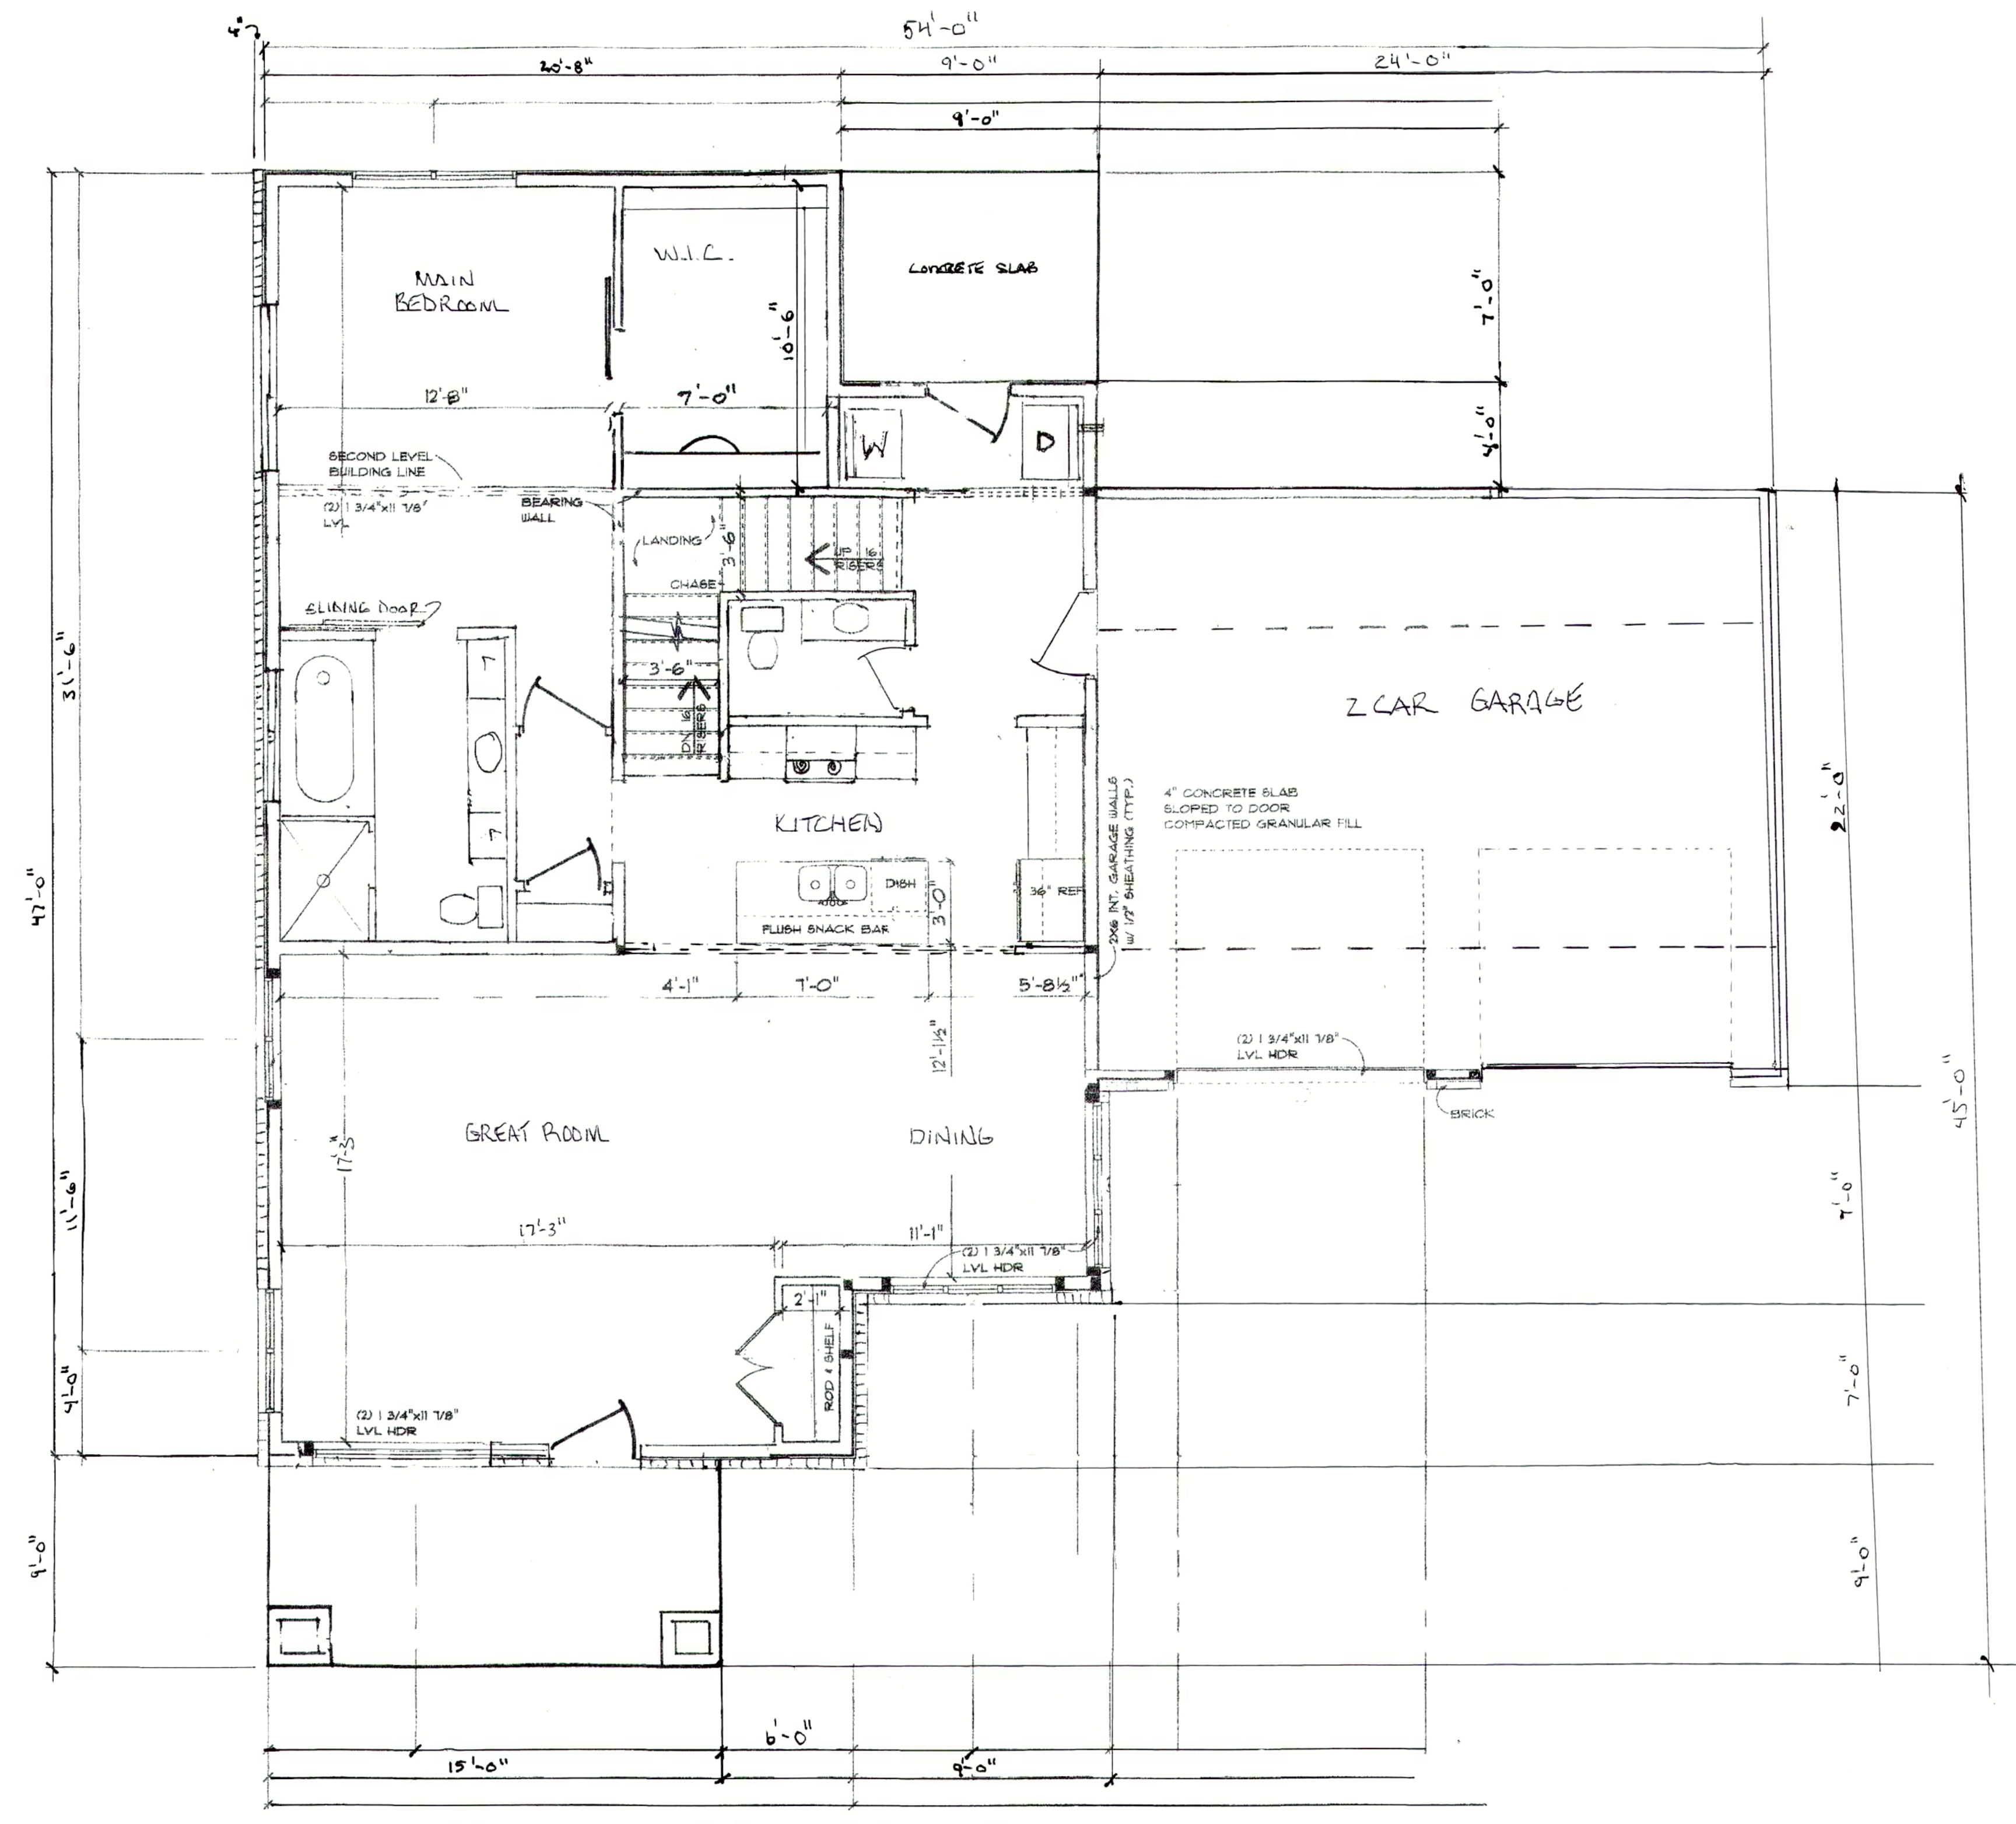 4"
54'-0"
20'-8"
9'-0"
24'-0"
9'-0"
W.I.C.
MAIN
BEDROOM
CONCRETE SLAB
7'-0"
10'-6"
12'-8"
7'-0"
4'-0"
W
D
SECOND LEVEL
BUILDING LINE
(2) 1 3/4"x11 7/8"
LVL
BEARING
WALL
LANDING
3'-6"
UP 16
RISERS
CHASE
SLIDING DOOR
31'-6"
3'-6"
DN 16
RISERS
2 CAR GARAGE
22'-0"
2X6 INT. GARAGE WALLS
W/ 1/2" SHEATHING (TYP.)
4" CONCRETE SLAB
SLOPED TO DOOR
COMPACTED GRANULAR FILL
KITCHEN
47'-0"
DISH
3'-0"
36" REF
FLUSH SNACK BAR
4'-1"
7'-0"
5'-8½"
12'-1½"
(2) 1 3/4"x11 7/8"
LVL HDR
BRICK
45'-0"
GREAT ROOM
DINING
17'-3"
11'-6"
7'-0"
17'-3"
11'-1"
(2) 1 3/4"x11 7/8"
LVL HDR
2'-1"
ROD & SHELF
4'-0"
7'-0"
(2) 1 3/4"x11 7/8"
LVL HDR
9'-0"
9'-0"
6'-0"
15'-0"
9'-0"